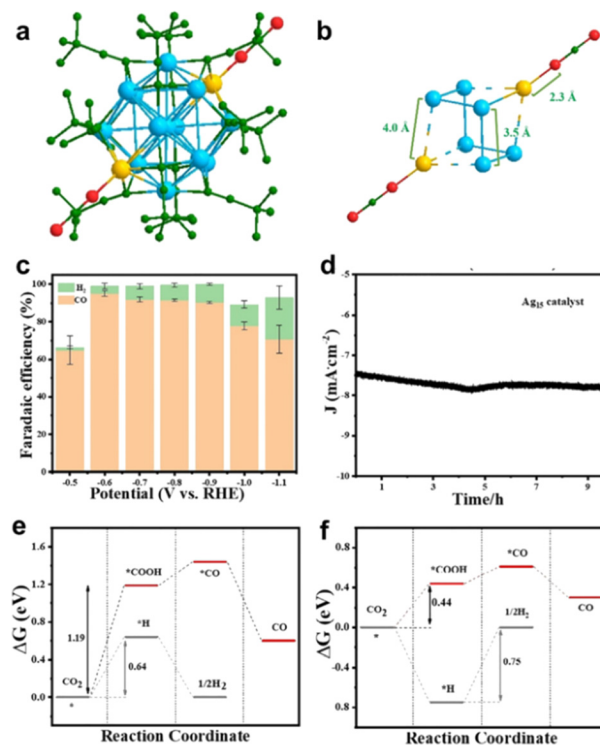 a
b
4.0 Å
3.5 Å
2.3 Å
c
H2
CO
Faradaic efficiency (%)
100
80
60
40
20
0
-0.5 -0.6 -0.7 -0.8 -0.9 -1.0 -1.1
Potential (V vs. RHE)
d
Ag15 catalyst
J (mA·cm-2)
-5
-6
-7
-8
-9
-10
1 3 5 7 9
Time/h
e
ΔG (eV)
1.6
1.2
0.8
0.4
0.0
*COOH
*CO
*H
1.19
0.64
CO2
*
1/2H2
CO
Reaction Coordinate
f
ΔG (eV)
0.8
0.4
0.0
0.4
0.8
*COOH
*CO
CO2
*
0.44
1/2H2
CO
*H
0.75
Reaction Coordinate